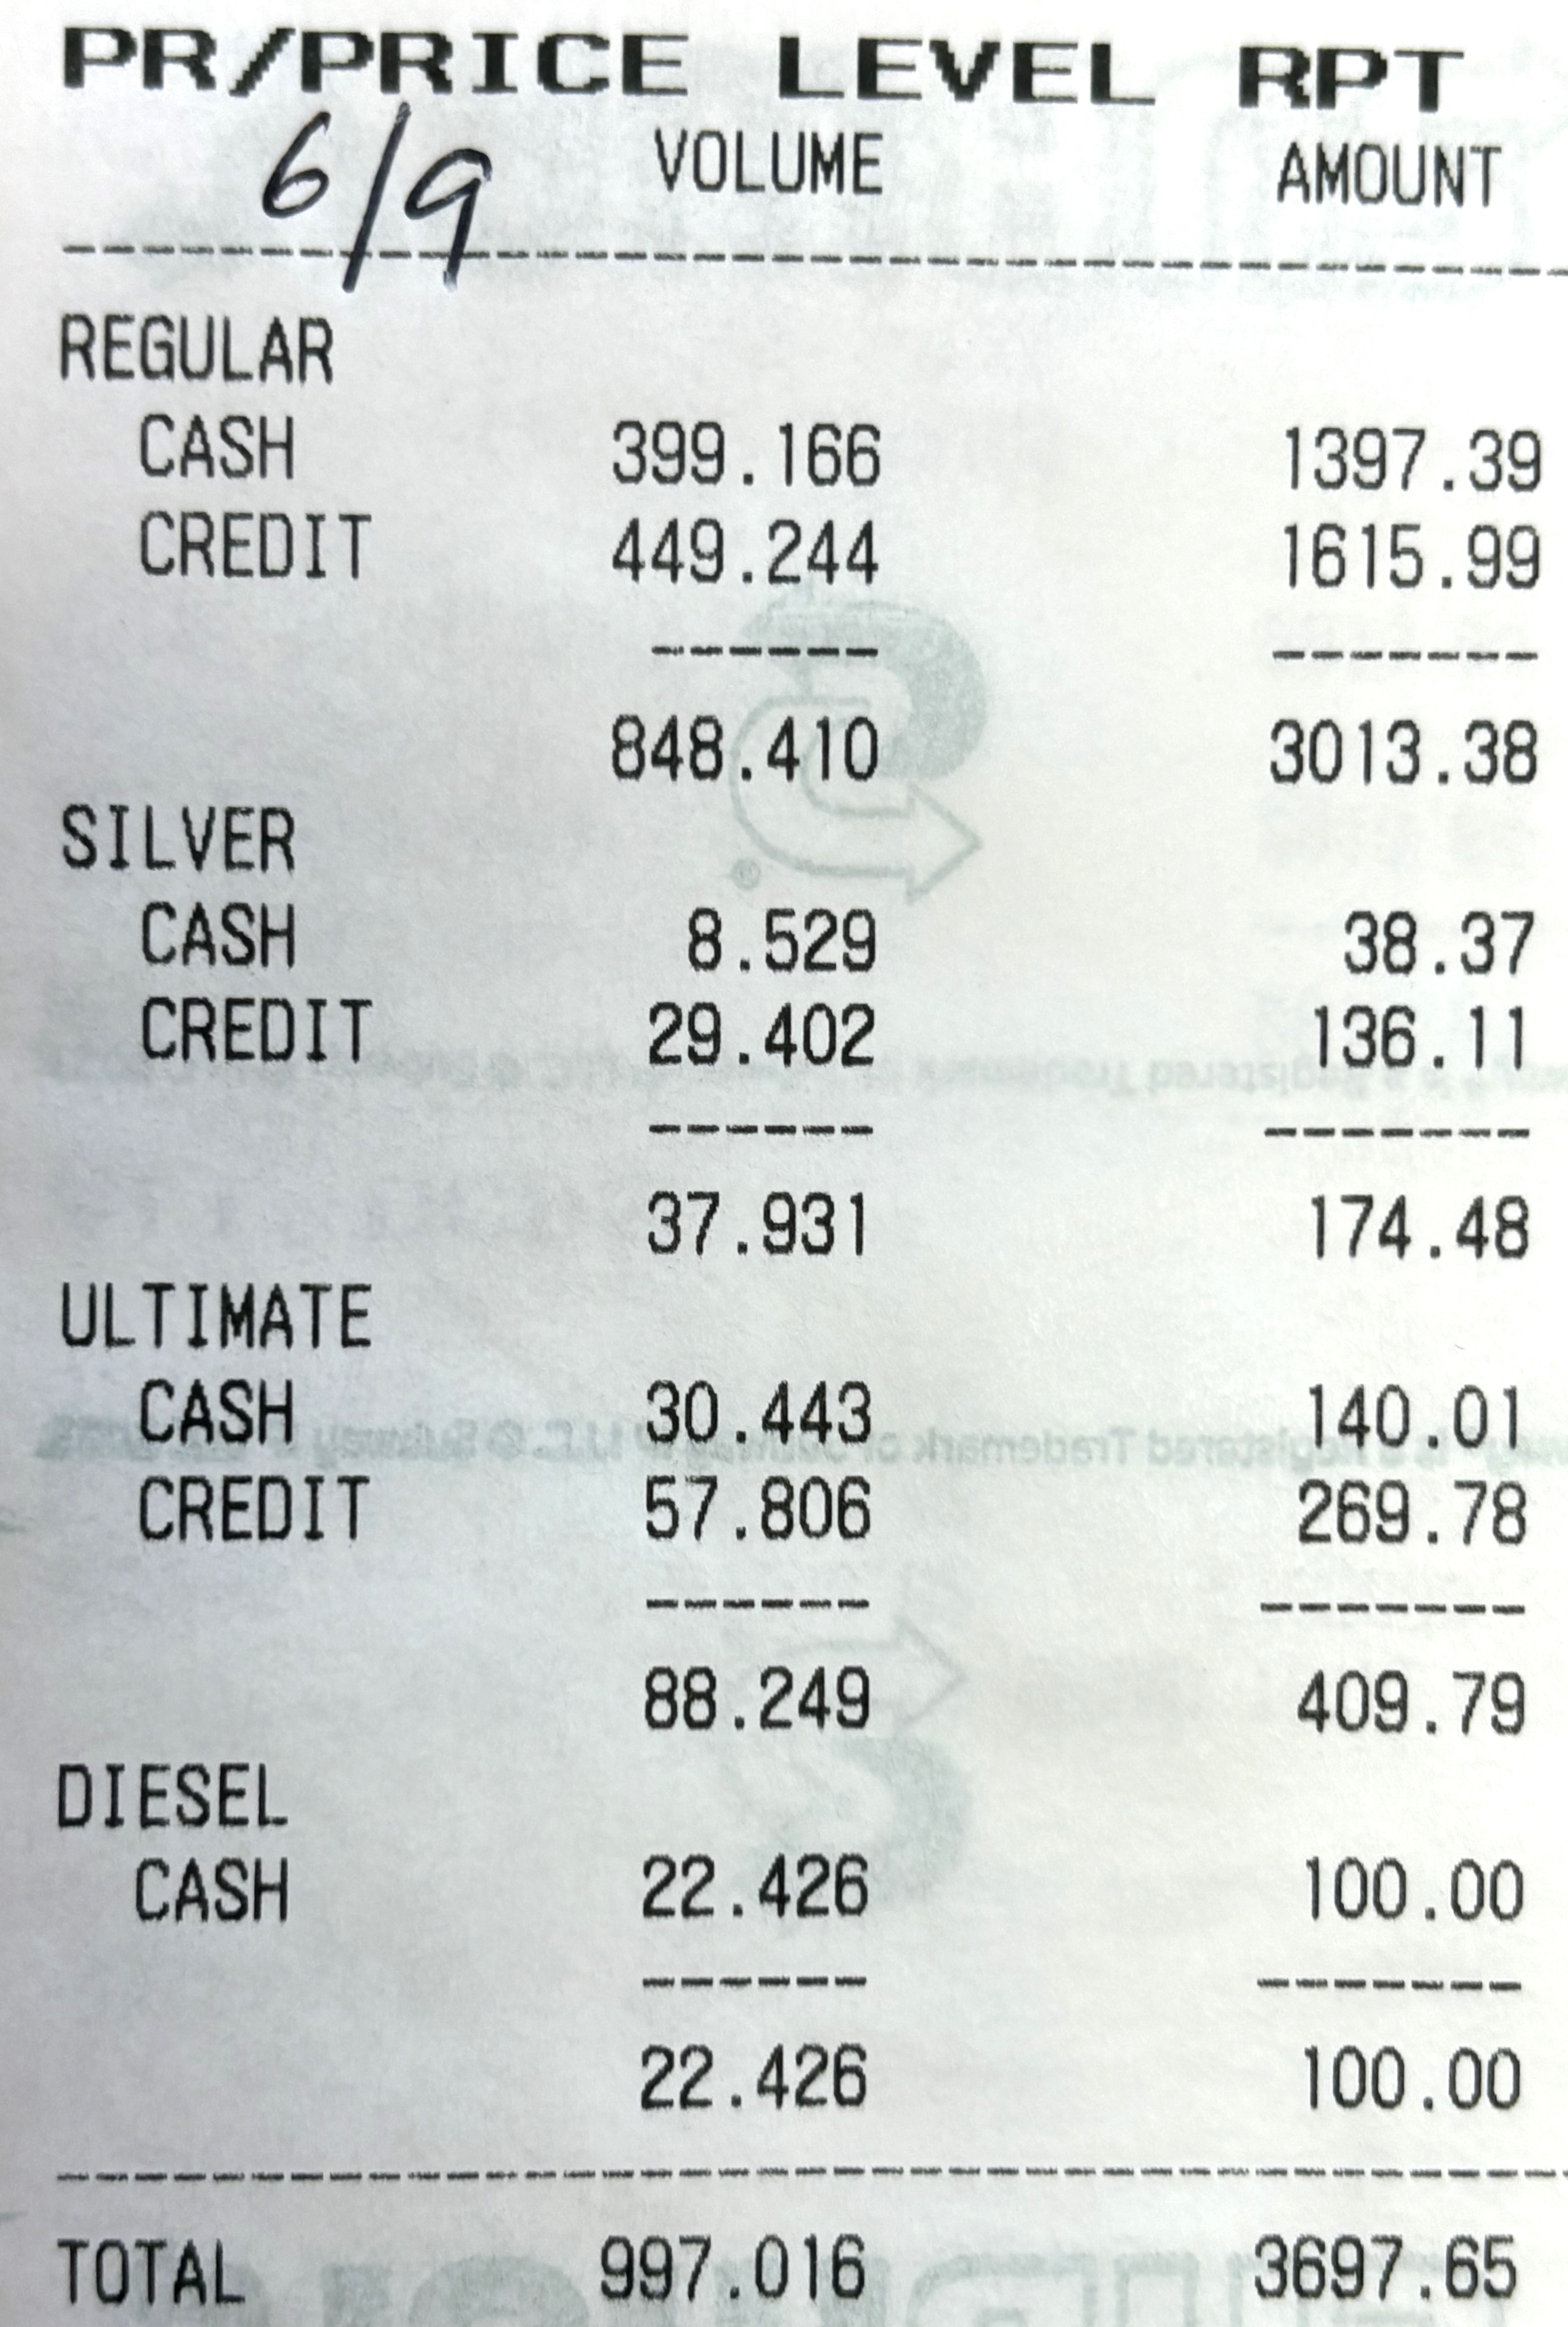 PR/PRICE LEVEL RPT
6/9 VOLUME AMOUNT
REGULAR
CASH 399.166 1397.39
CREDIT 449.244 1615.99
------ -------
848.410 3013.38
SILVER
CASH 8.529 38.37
CREDIT 29.402 136.11
------ -------
37.931 174.48
ULTIMATE
CASH 30.443 140.01
CREDIT 57.806 269.78
------ -------
88.249 409.79
DIESEL
CASH 22.426 100.00
------ -------
22.426 100.00
TOTAL 997.016 3697.65